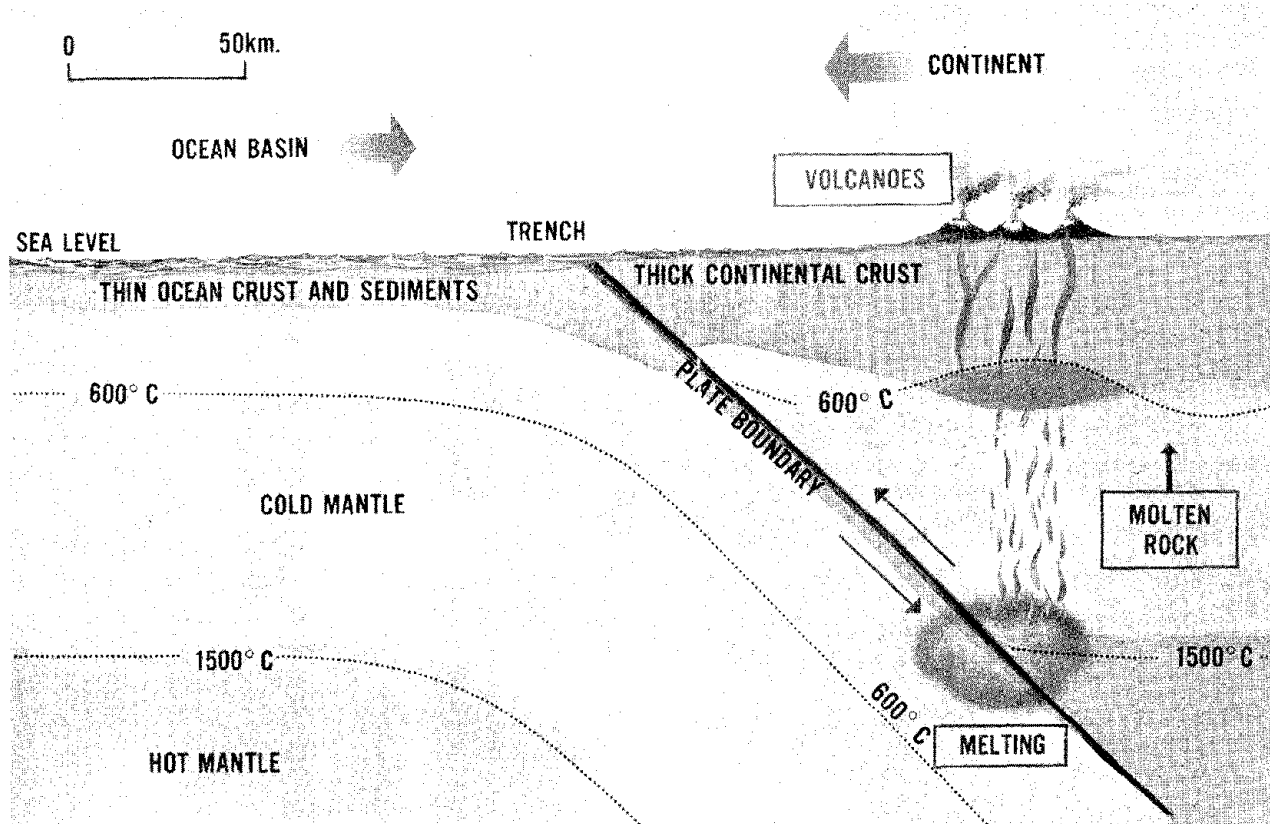 0 50km.
CONTINENT
OCEAN BASIN
VOLCANOES
SEA LEVEL
TRENCH
THIN OCEAN CRUST AND SEDIMENTS
THICK CONTINENTAL CRUST
600° C
600° C
PLATE BOUNDARY
COLD MANTLE
MOLTEN
ROCK
1500° C
1500° C
600° C
MELTING
HOT MANTLE